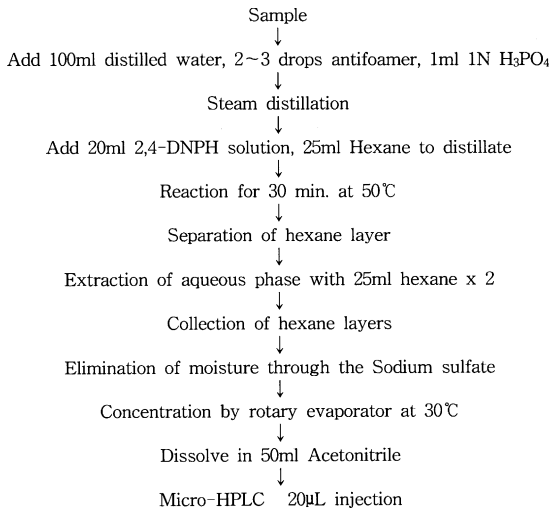 Sample
↓
Add 100ml distilled water, 2~3 drops antifoamer, 1ml 1N H₃PO₄
↓
Steam distillation
↓
Add 20ml 2,4-DNPH solution, 25ml Hexane to distillate
↓
Reaction for 30 min. at 50℃
↓
Separation of hexane layer
↓
Extraction of aqueous phase with 25ml hexane x 2
↓
Collection of hexane layers
↓
Elimination of moisture through the Sodium sulfate
↓
Concentration by rotary evaporator at 30℃
↓
Dissolve in 50ml Acetonitrile
↓
Micro-HPLC 20μL injection